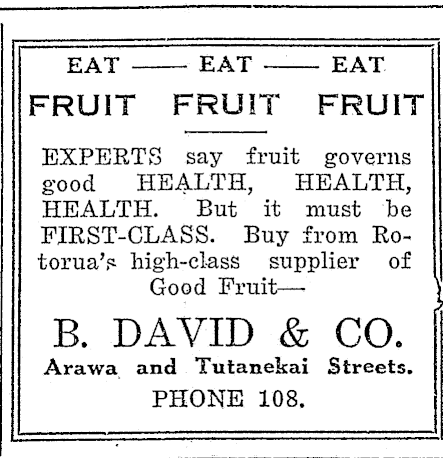 EAT —— EAT —— EAT
FRUIT FRUIT FRUIT
EXPERTS say fruit governs
good HEALTH, HEALTH,
HEALTH. But it must be
FIRST-CLASS. Buy from Ro-
torua's high-class supplier of
Good Fruit—
B. DAVID & CO.
Arawa and Tutanekai Streets.
PHONE 108.